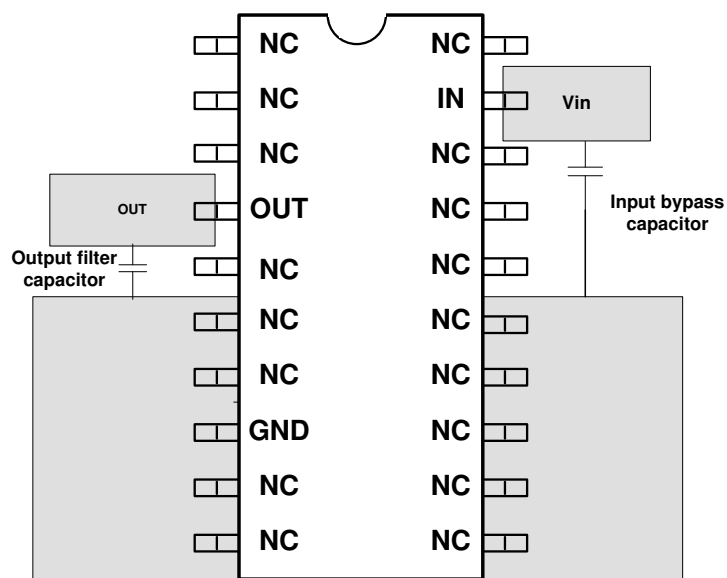 NC NC
NC IN Vin
NC NC
OUT OUT NC
Input bypass
capacitor
Output filter
capacitor
NC NC
NC NC
NC NC
GND NC
NC NC
NC NC